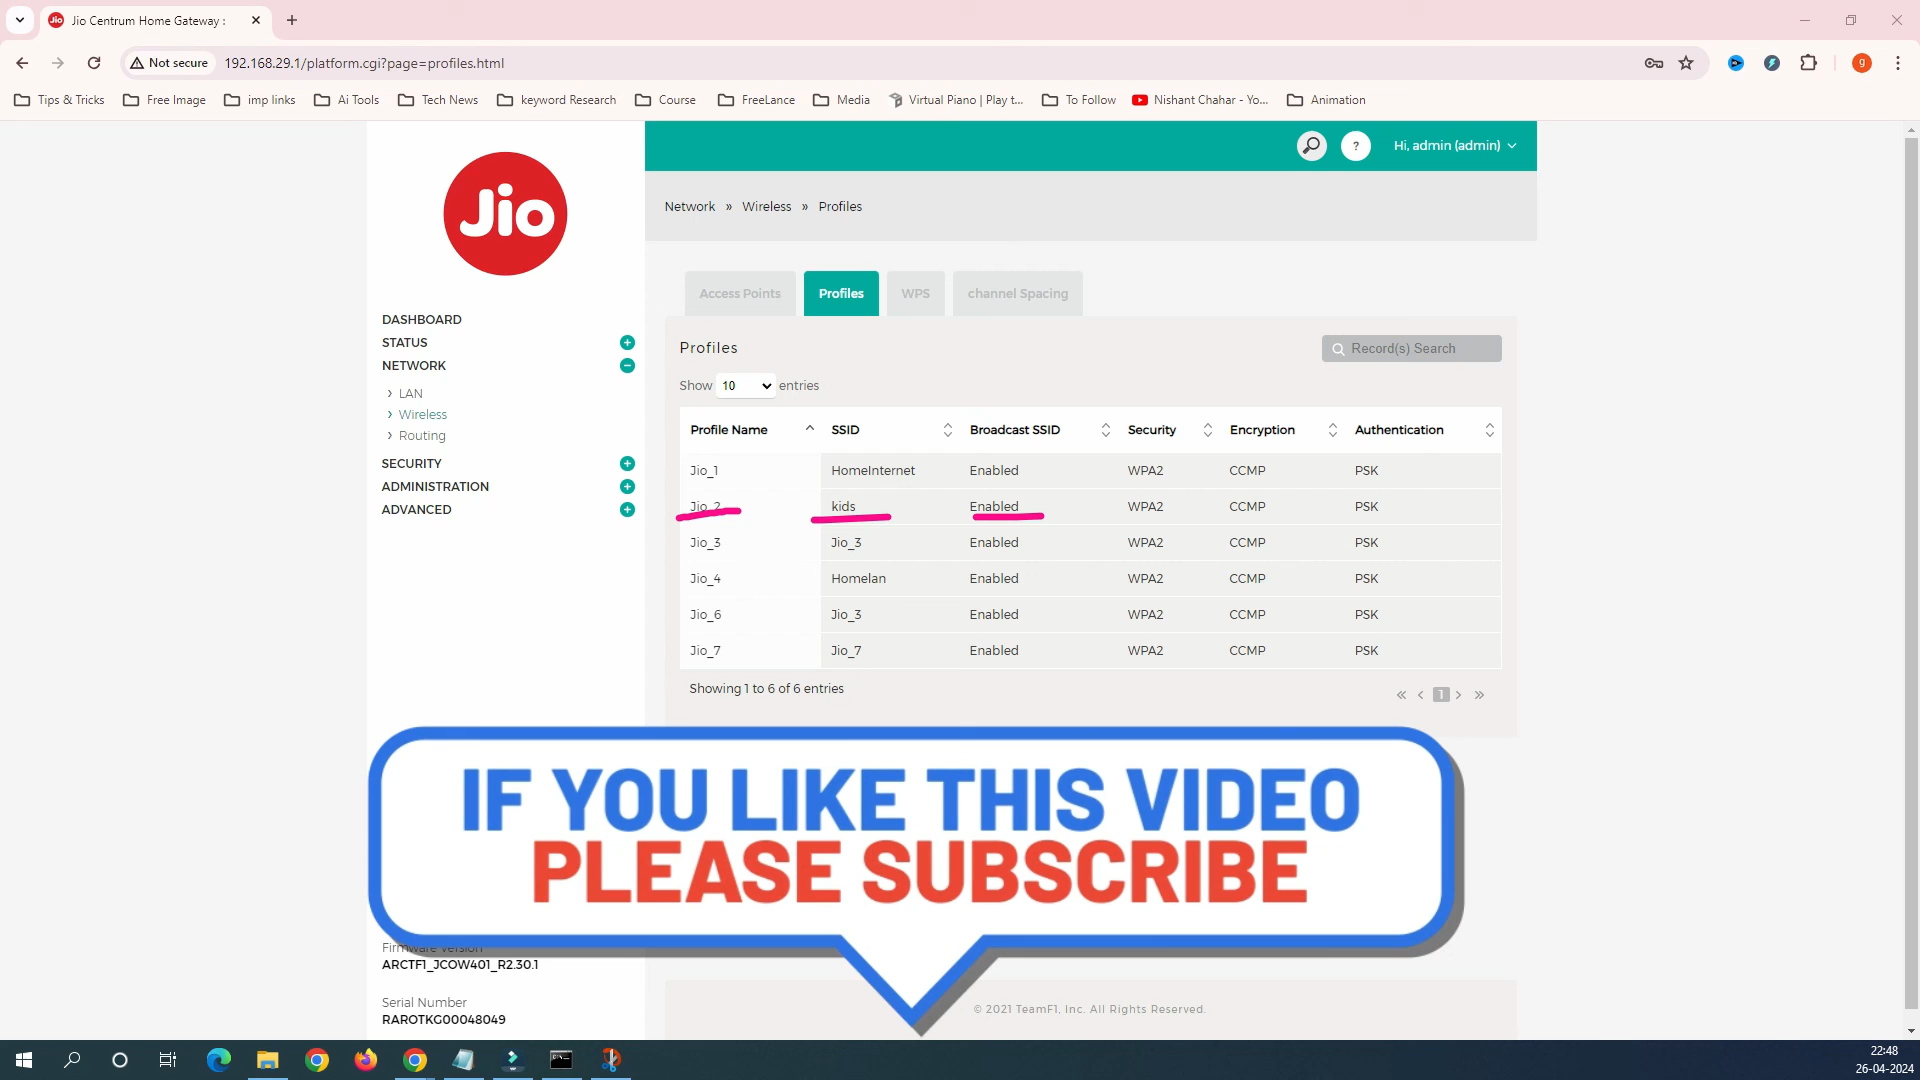 Jio Centrum Home Gateway :
Not secure 192.168.29.1/platform.cgi?page=profiles.html g
Tips & Tricks Free Image imp links Ai Tools Tech News keyword Research Course FreeLance Media Virtual Piano | Play t... To Follow Nishant Chahar - Yo... Animation
Jio
? Hi, admin (admin)
Network » Wireless » Profiles
Access Points Profiles WPS channel Spacing
DASHBOARD
STATUS
NETWORK
LAN
Wireless
Routing
SECURITY
ADMINISTRATION
ADVANCED
Profiles
Record(s) Search
Show 10 entries
Profile Name SSID Broadcast SSID Security Encryption Authentication
Jio_1 HomeInternet Enabled WPA2 CCMP PSK
Jio_2 kids Enabled WPA2 CCMP PSK
Jio_3 Jio_3 Enabled WPA2 CCMP PSK
Jio_4 Homelan Enabled WPA2 CCMP PSK
Jio_6 Jio_3 Enabled WPA2 CCMP PSK
Jio_7 Jio_7 Enabled WPA2 CCMP PSK
Showing 1 to 6 of 6 entries
« ‹ 1 › »
IF YOU LIKE THIS VIDEO
PLEASE SUBSCRIBE
Firmware Version
ARCTF1_JCOW401_R2.30.1
Serial Number
RAROTKG00048049
© 2021 TeamF1, Inc. All Rights Reserved.
22:48
26-04-2024